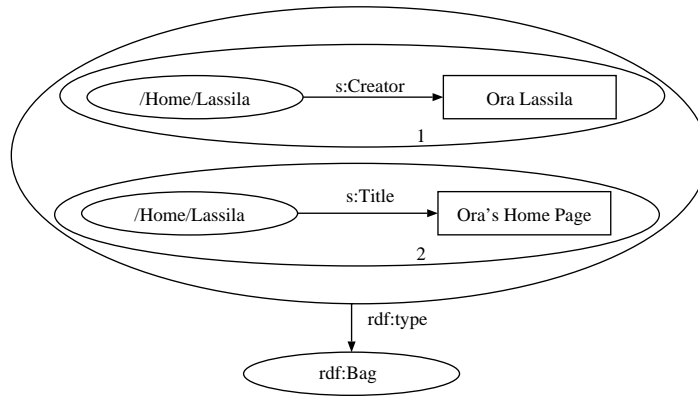 s:Creator
/Home/Lassila Ora Lassila
1
s:Title
/Home/Lassila Ora's Home Page
2
rdf:type
rdf:Bag